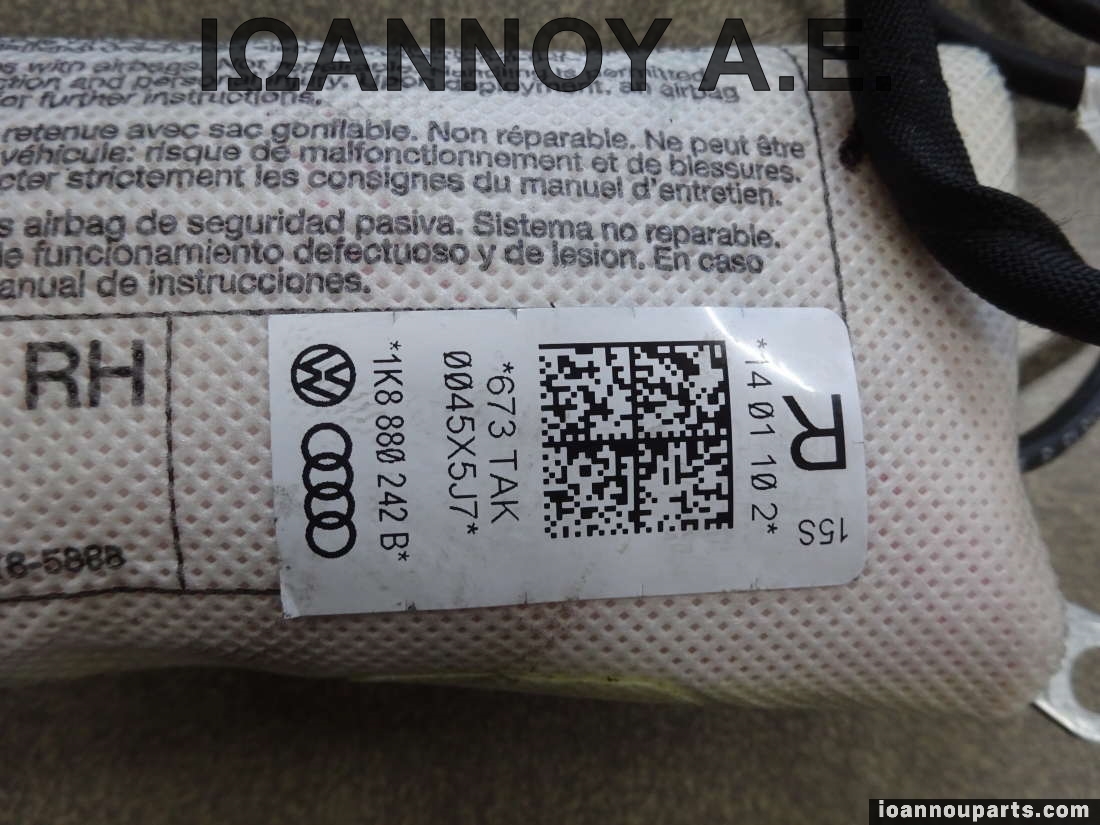 ΙΩΑΝΝΟΥ Α.Ε.
for further instructions.
retenue avec sac gonflable. Non réparable. Ne peut être
véhicule: risque de malfonctionnement et de blessures.
cter strictement les consignes du manuel d'entretien.
s airbag de seguridad pasiva. Sistema no reparable.
de funcionamiento defectuoso y de lesion. En caso
anual de instrucciones.
RH
*1K8 880 242 B*
*673 TAK
0045X5J7*
*14 01 10 2*
R
15S
ioannouparts.com